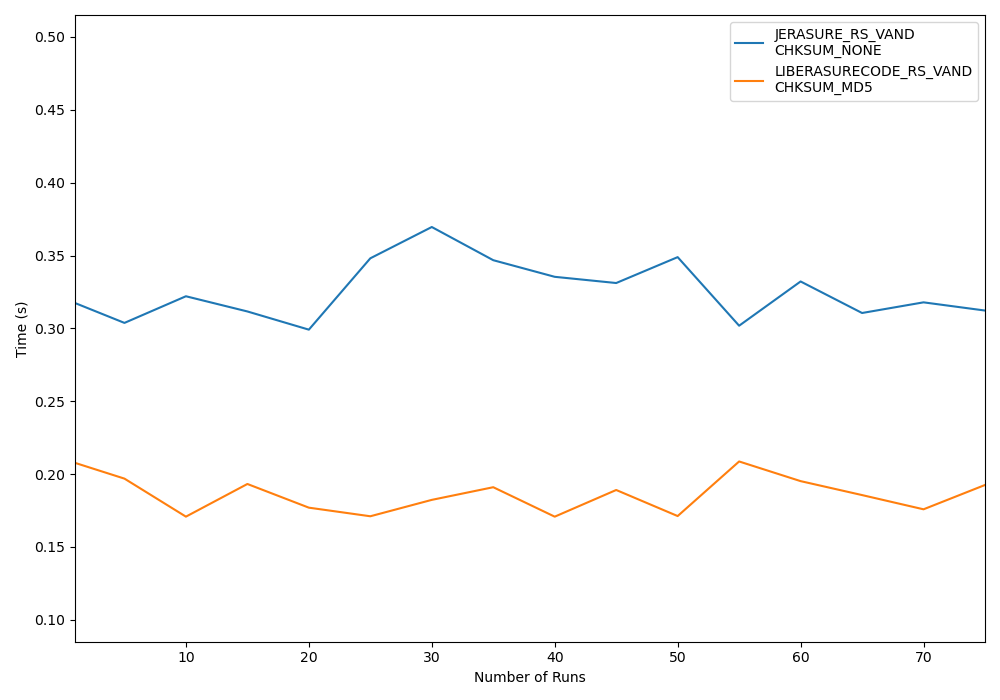 JERASURE_RS_VAND
CHKSUM_NONE
LIBERASURECODE_RS_VAND
CHKSUM_MD5
0.50
0.45
0.40
0.35
0.30
0.25
0.20
0.15
0.10
Time (s)
10 20 30 40 50 60 70
Number of Runs